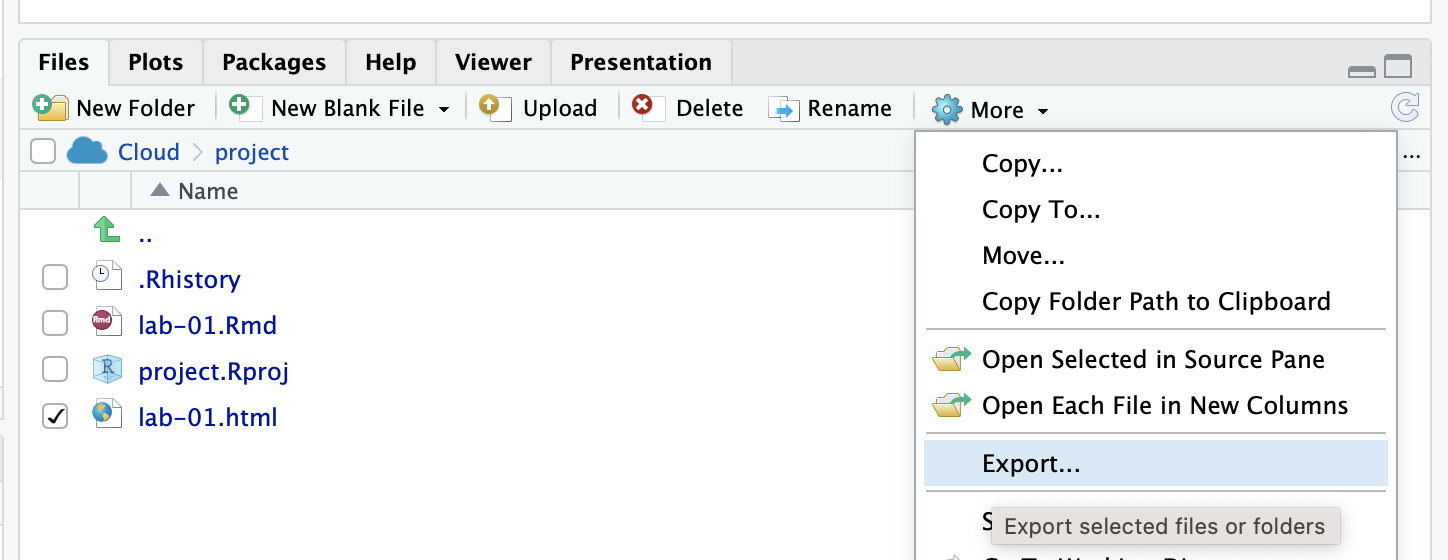 Files Plots Packages Help Viewer Presentation
New Folder New Blank File Upload Delete Rename More
Cloud project ...
Name
..
.Rhistory
lab-01.Rmd
project.Rproj
lab-01.html
Copy...
Copy To...
Move...
Copy Folder Path to Clipboard
Open Selected in Source Pane
Open Each File in New Columns
Export...
Export selected files or folders